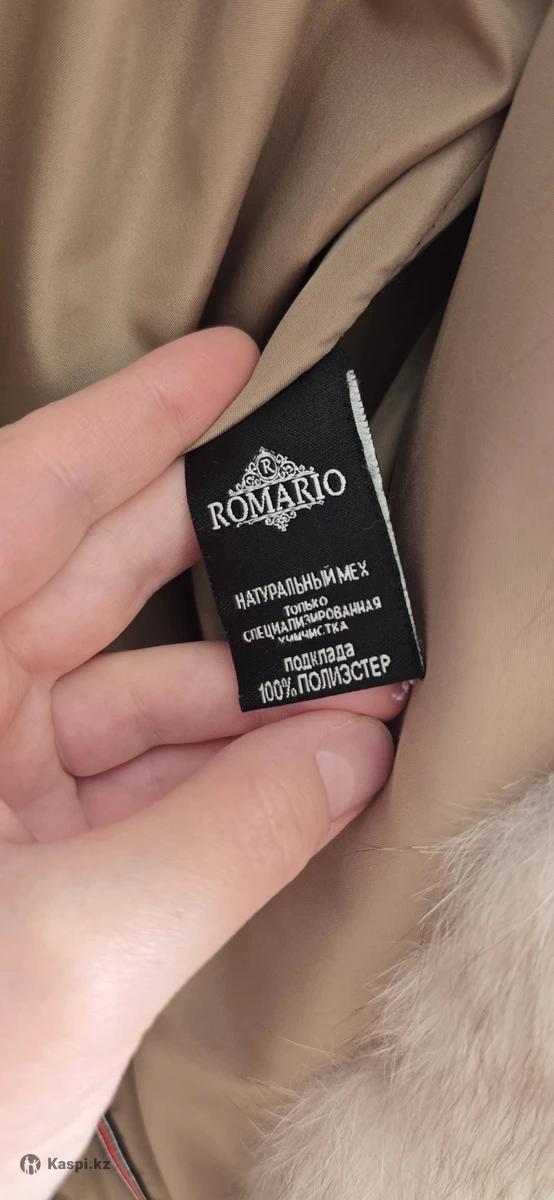 R
ROMARIO
НАТУРАЛЬНЫЙ МЕХ
ТОЛЬКО
СПЕЦИАЛИЗИРОВАННАЯ
ХИМЧИСТКА
подклада
100% ПОЛИЭСТЕР
Kaspi.kz